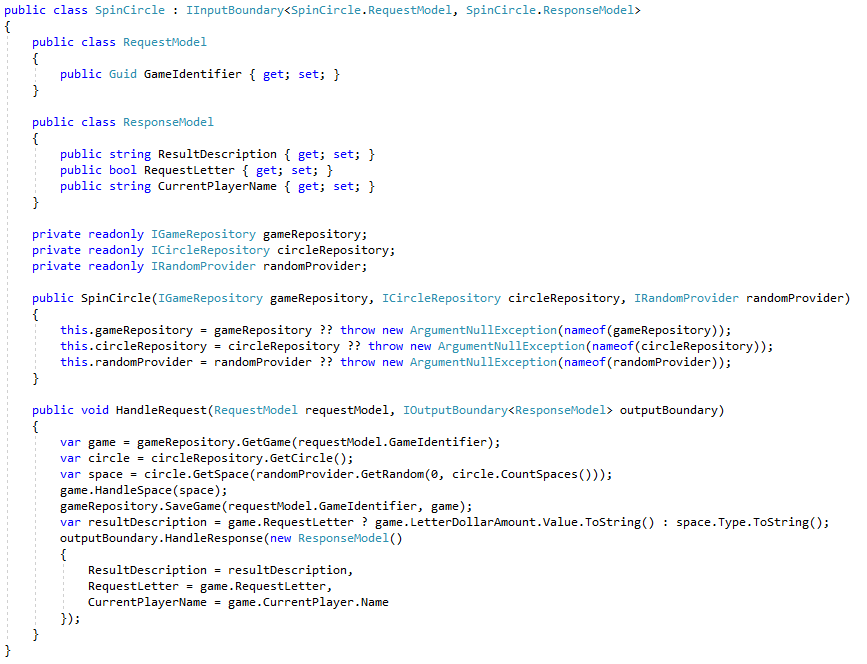 public class SpinCircle : IInputBoundary<SpinCircle.RequestModel, SpinCircle.ResponseModel>
{
    public class RequestModel
    {
        public Guid GameIdentifier { get; set; }
    }

    public class ResponseModel
    {
        public string ResultDescription { get; set; }
        public bool RequestLetter { get; set; }
        public string CurrentPlayerName { get; set; }
    }

    private readonly IGameRepository gameRepository;
    private readonly ICircleRepository circleRepository;
    private readonly IRandomProvider randomProvider;

    public SpinCircle(IGameRepository gameRepository, ICircleRepository circleRepository, IRandomProvider randomProvider)
    {
        this.gameRepository = gameRepository ?? throw new ArgumentNullException(nameof(gameRepository));
        this.circleRepository = circleRepository ?? throw new ArgumentNullException(nameof(circleRepository));
        this.randomProvider = randomProvider ?? throw new ArgumentNullException(nameof(randomProvider));
    }

    public void HandleRequest(RequestModel requestModel, IOutputBoundary<ResponseModel> outputBoundary)
    {
        var game = gameRepository.GetGame(requestModel.GameIdentifier);
        var circle = circleRepository.GetCircle();
        var space = circle.GetSpace(randomProvider.GetRandom(0, circle.CountSpaces()));
        game.HandleSpace(space);
        gameRepository.SaveGame(requestModel.GameIdentifier, game);
        var resultDescription = game.RequestLetter ? game.LetterDollarAmount.Value.ToString() : space.Type.ToString();
        outputBoundary.HandleResponse(new ResponseModel()
        {
            ResultDescription = resultDescription,
            RequestLetter = game.RequestLetter,
            CurrentPlayerName = game.CurrentPlayer.Name
        });
    }
}